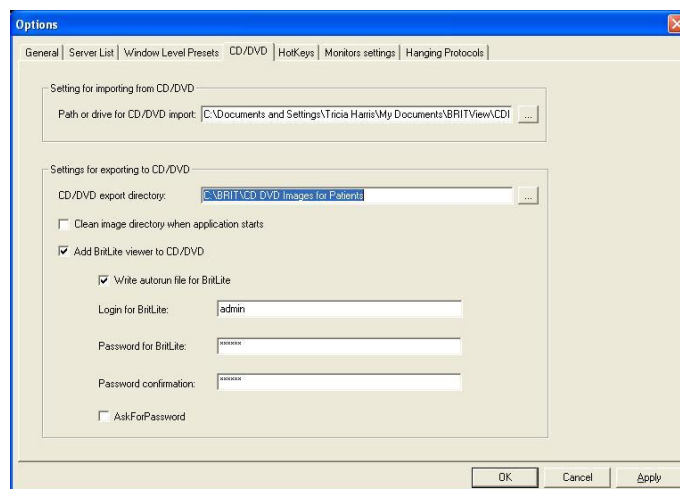 Options
General Server List Window Level Presets CD/DVD HotKeys Monitors settings Hanging Protocols
Setting for importing from CD/DVD
Path or drive for CD/DVD import: C:\Documents and Settings\Tricia Harris\My Documents\BRITView\CDI ...
Settings for exporting to CD/DVD
CD/DVD export directory: C:\BRIT\CD DVD Images for Patients ...
Clean image directory when application starts
Add BritLite viewer to CD/DVD
Write autorun file for BritLite
Login for BritLite: admin
Password for BritLite: ******
Password confirmation: ******
AskForPassword
OK Cancel Apply